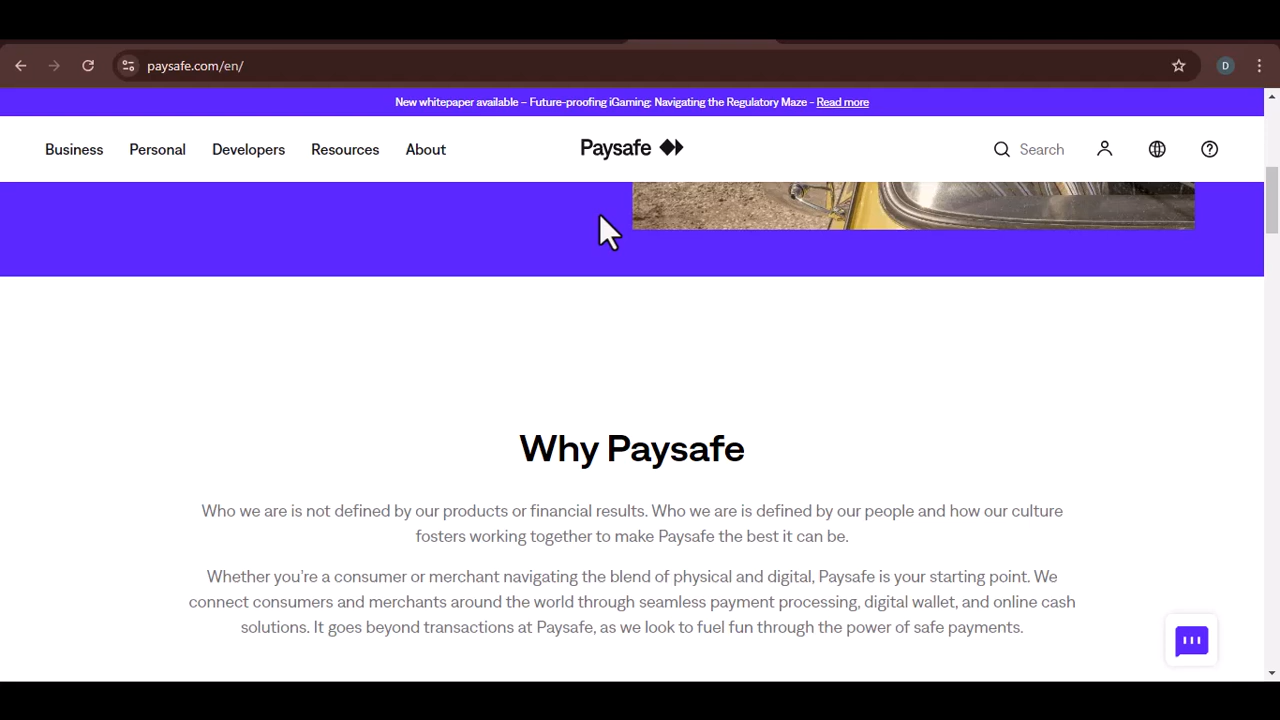 paysafe.com/en/
D
New whitepaper available – Future-proofing iGaming: Navigating the Regulatory Maze - Read more
Business Personal Developers Resources About Paysafe Search
Why Paysafe
Who we are is not defined by our products or financial results. Who we are is defined by our people and how our culture
fosters working together to make Paysafe the best it can be.
Whether you're a consumer or merchant navigating the blend of physical and digital, Paysafe is your starting point. We
connect consumers and merchants around the world through seamless payment processing, digital wallet, and online cash
solutions. It goes beyond transactions at Paysafe, as we look to fuel fun through the power of safe payments.